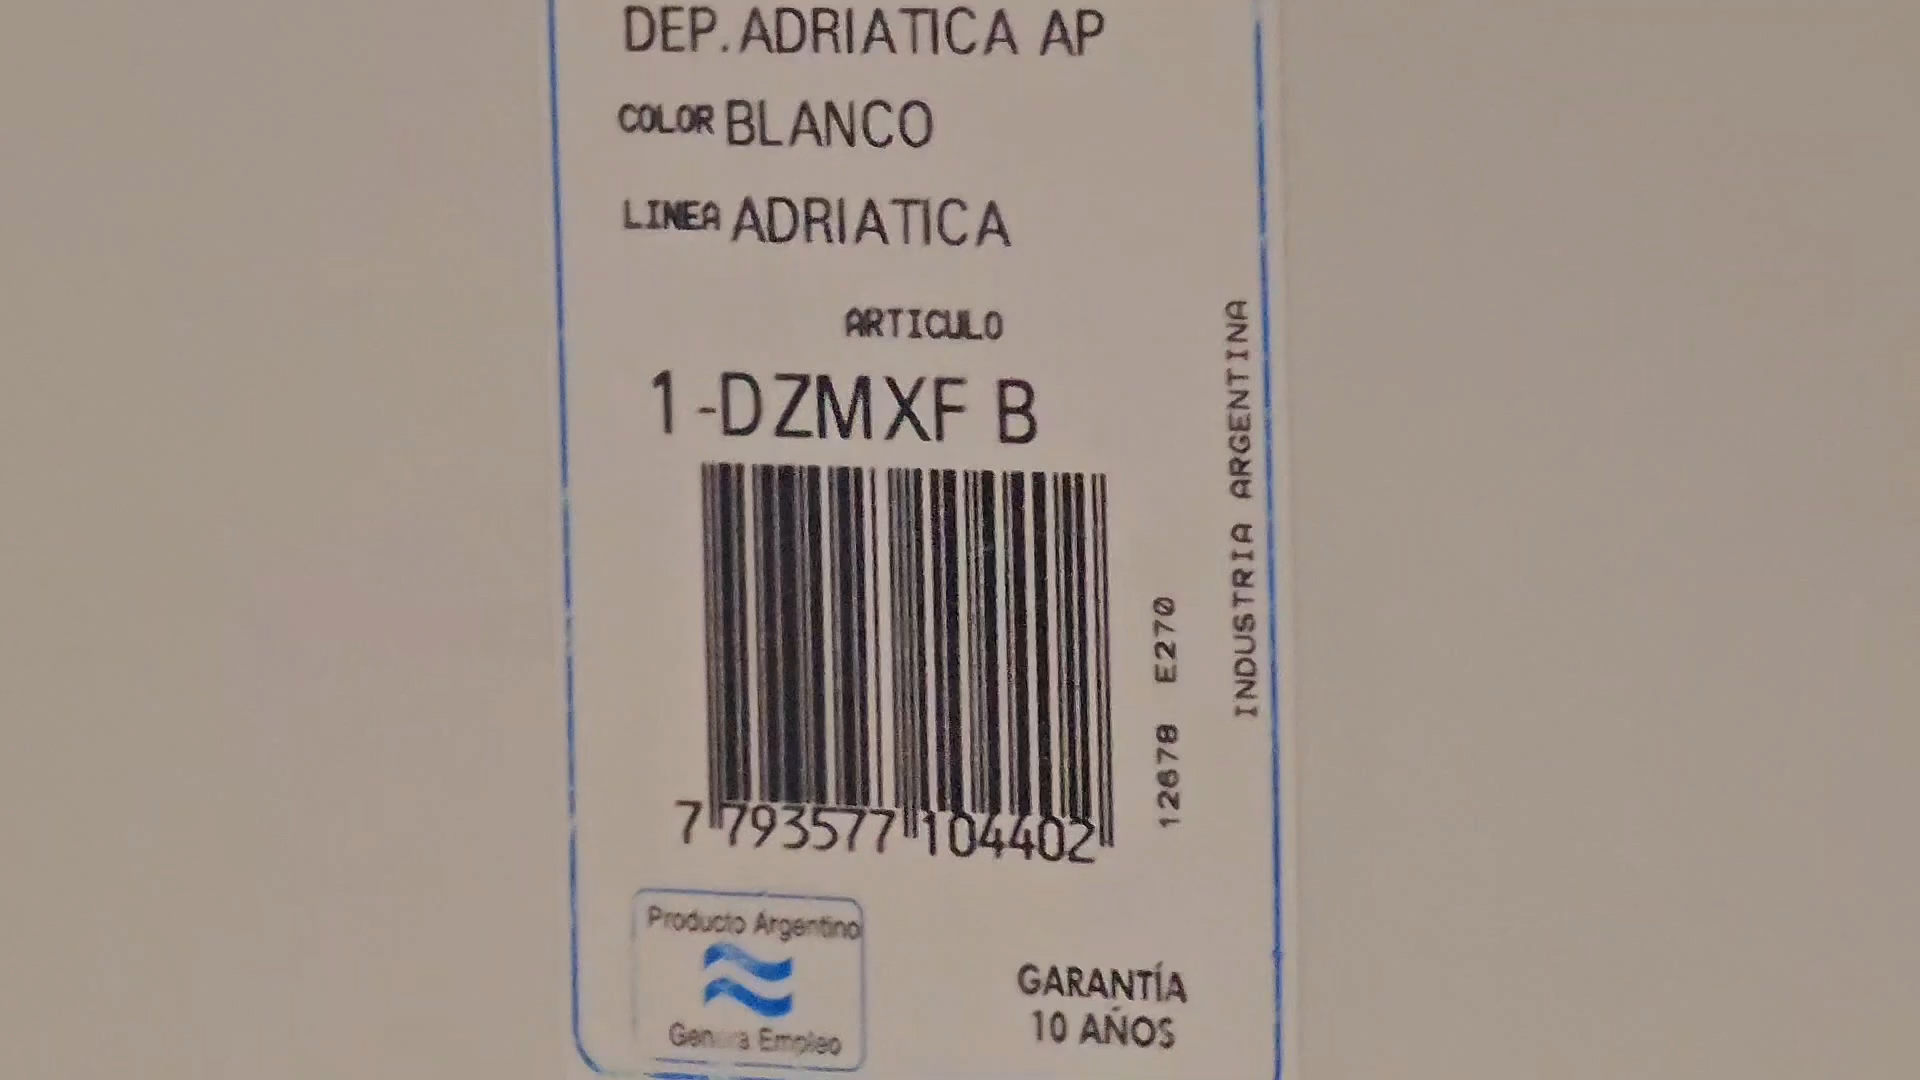 DEP. ADRIATICA AP
COLOR BLANCO
LINEA ADRIATICA
ARTICULO
1-DZMXF B
7 793577 104402
12678 E270
INDUSTRIA ARGENTINA
Producto Argentino
Genera Empleo
GARANTÍA
10 AÑOS